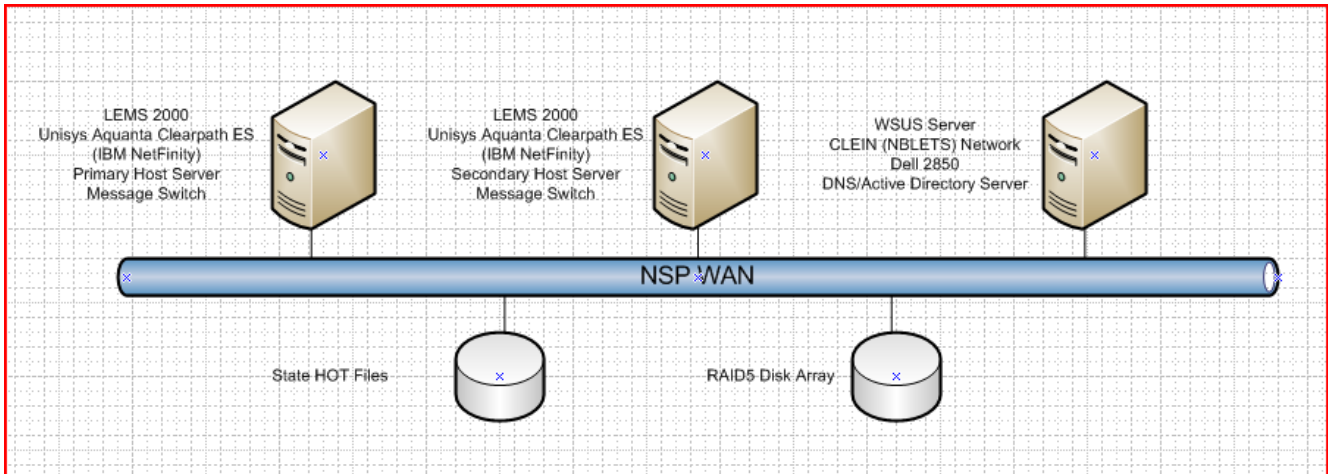 LEMS 2000
Unisys Aquanta Clearpath ES
(IBM NetFinity)
Primary Host Server
Message Switch
LEMS 2000
Unisys Aquanta Clearpath ES
(IBM NetFinity)
Secondary Host Server
Message Switch
WSUS Server
CLEIN (NBLETS) Network
Dell 2850
DNS/Active Directory Server
NSP WAN
State HOT Files
RAID5 Disk Array